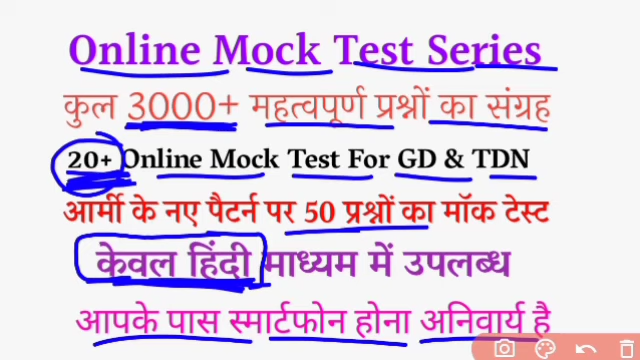 Online Mock Test Series
कुल 3000+ महत्वपूर्ण प्रश्नों का संग्रह
20+ Online Mock Test For GD & TDN
आर्मी के नए पैटर्न पर 50 प्रश्नों का मॉक टेस्ट
केवल हिंदी माध्यम में उपलब्ध
आपके पास स्मार्टफोन होना अनिवार्य है